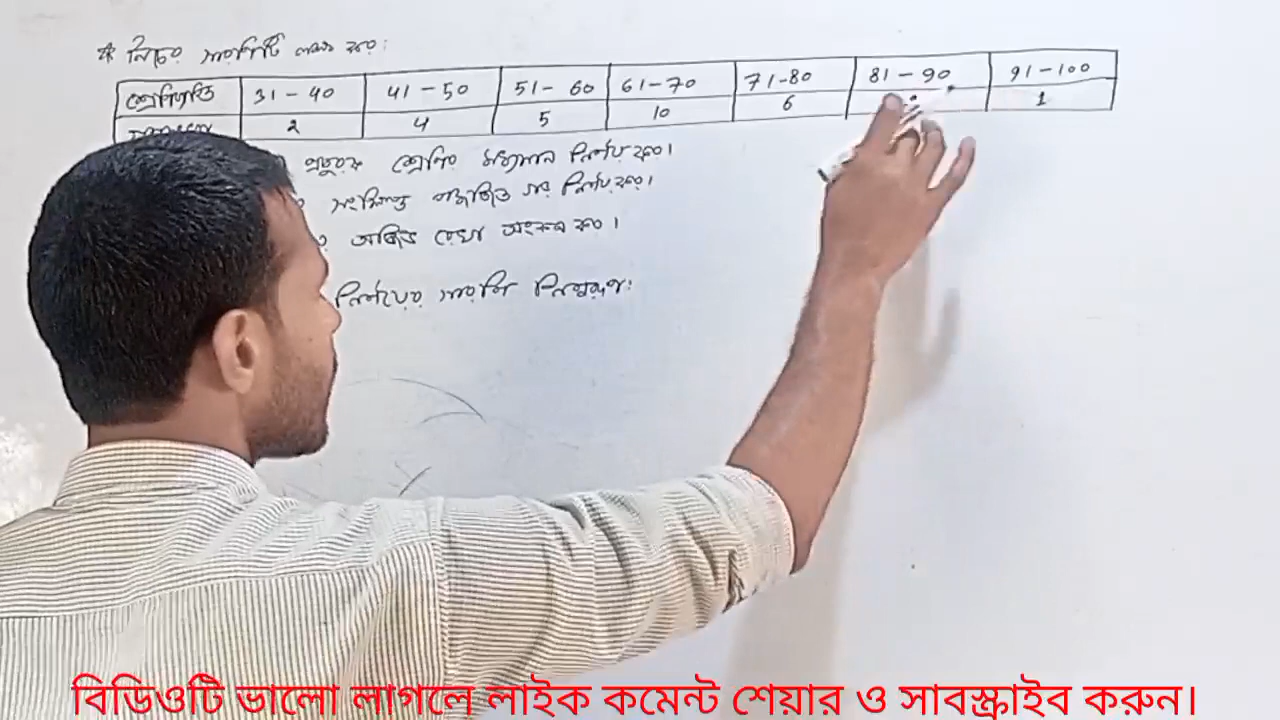 * নিচের সারণিটি লক্ষ্য কর:
শ্রেণিব্যাপ্তি 31 - 40 41 - 50 51 - 60 61 - 70 71 - 80 81 - 90 91 - 100
2 4 5 10 6 1
প্রচুরক শ্রেণির মধ্যমান নির্ণয় কর।
সংক্ষিপ্ত পদ্ধতিতে গড় নির্ণয় কর।
অজিভ রেখা অংকন কর।
নির্ণয়ের সারণি নিম্নরূপ:
বিডিওটি ভালো লাগলে লাইক কমেন্ট শেয়ার ও সাবস্ক্রাইব করুন।